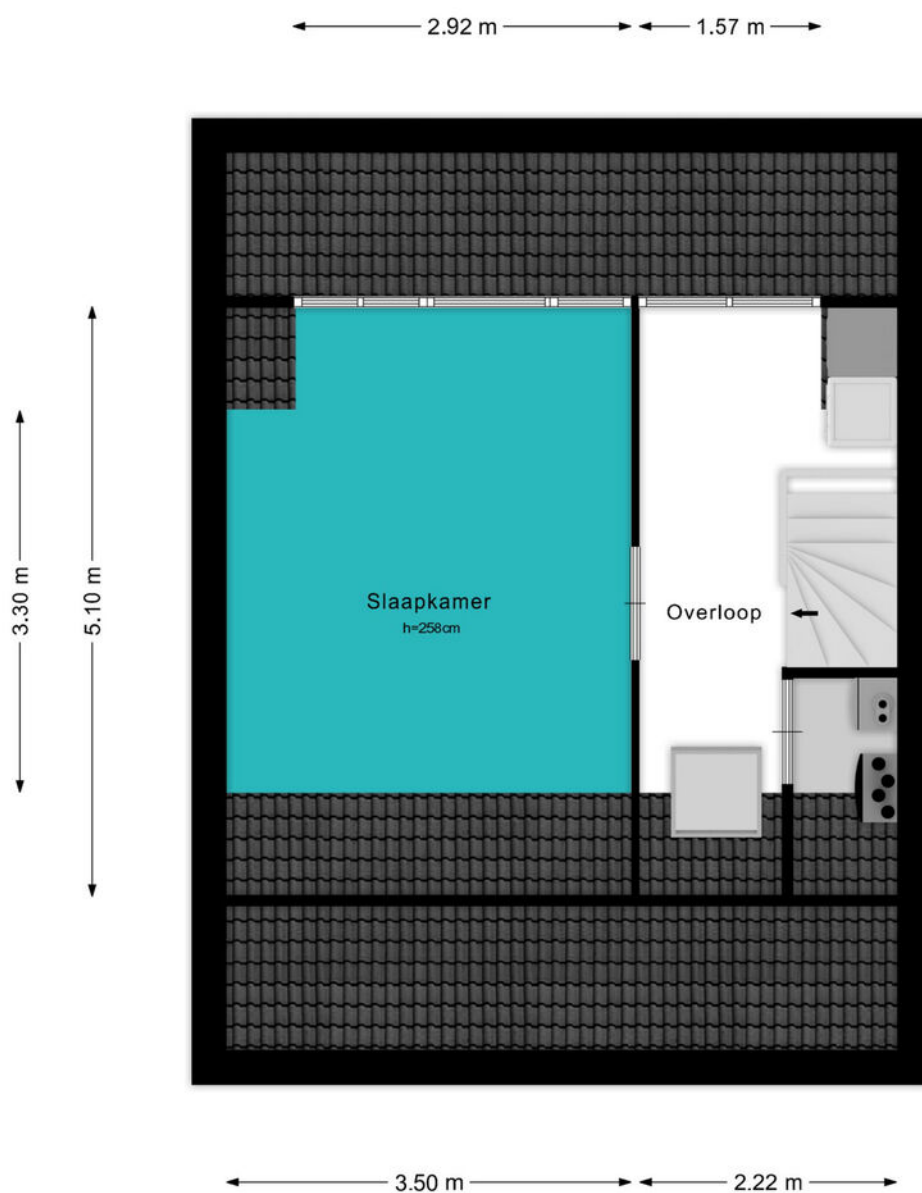 2.92 m
1.57 m
3.30 m
5.10 m
Slaapkamer
h=258cm
Overloop
3.50 m
2.22 m